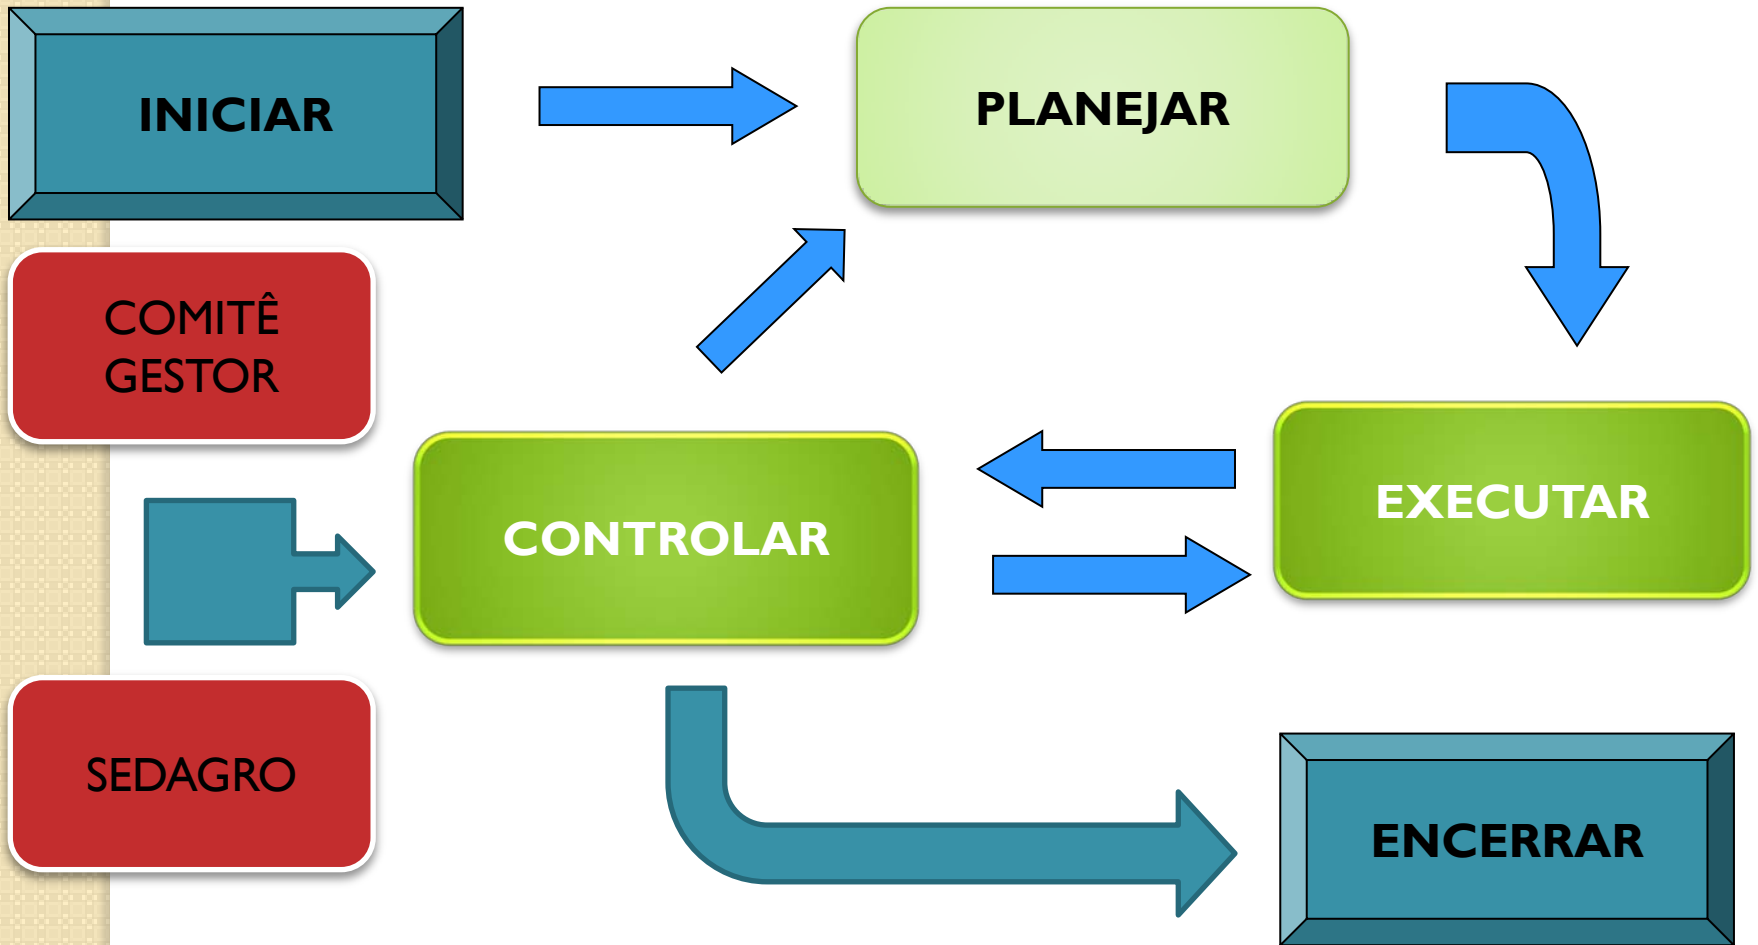 INICIAR
PLANEJAR
COMITÊ
GESTOR
CONTROLAR
EXECUTAR
SEDAGRO
ENCERRAR